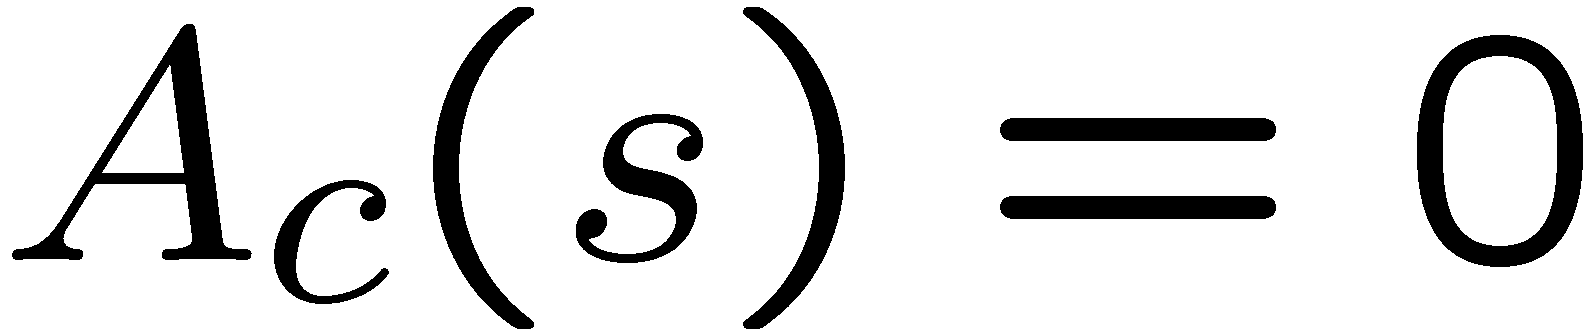 A_c(s) = 0